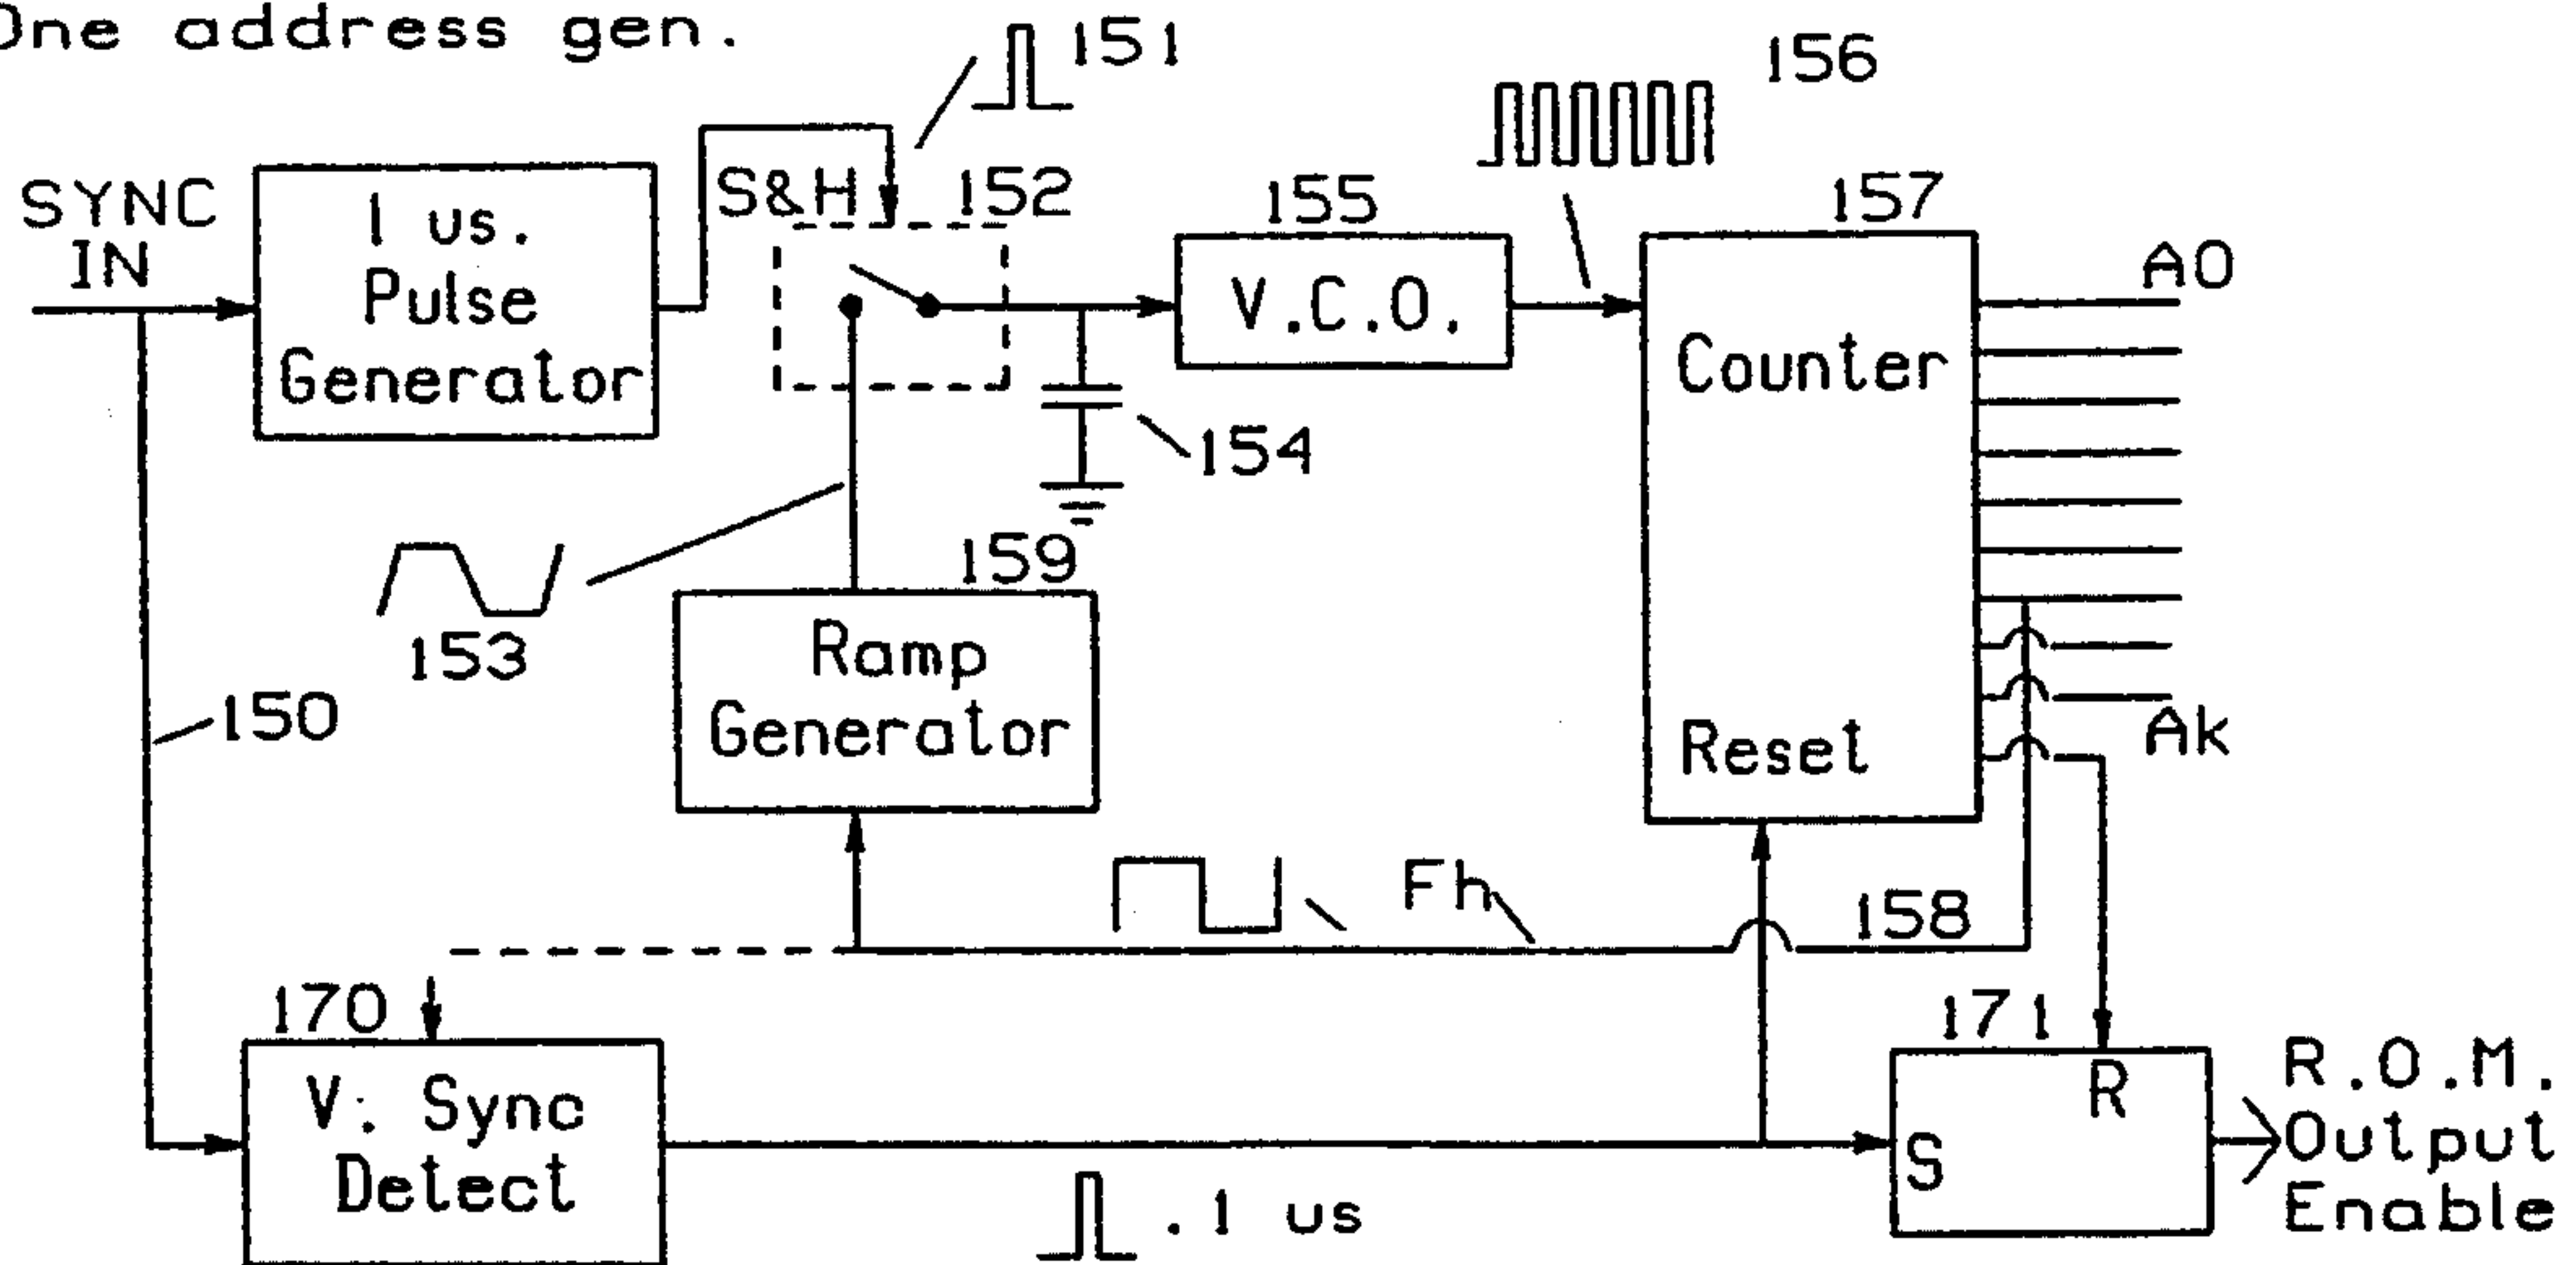 One address gen.
151
156
SYNC
IN
1 us.
Pulse
Generator
S&H
152
155
V.C.O.
157
Counter
Reset
A0
Ak
154
153
159
Ramp
Generator
150
Fh
158
170
V. Sync
Detect
.1 us
171
S
R
R.O.M.
Output
Enable